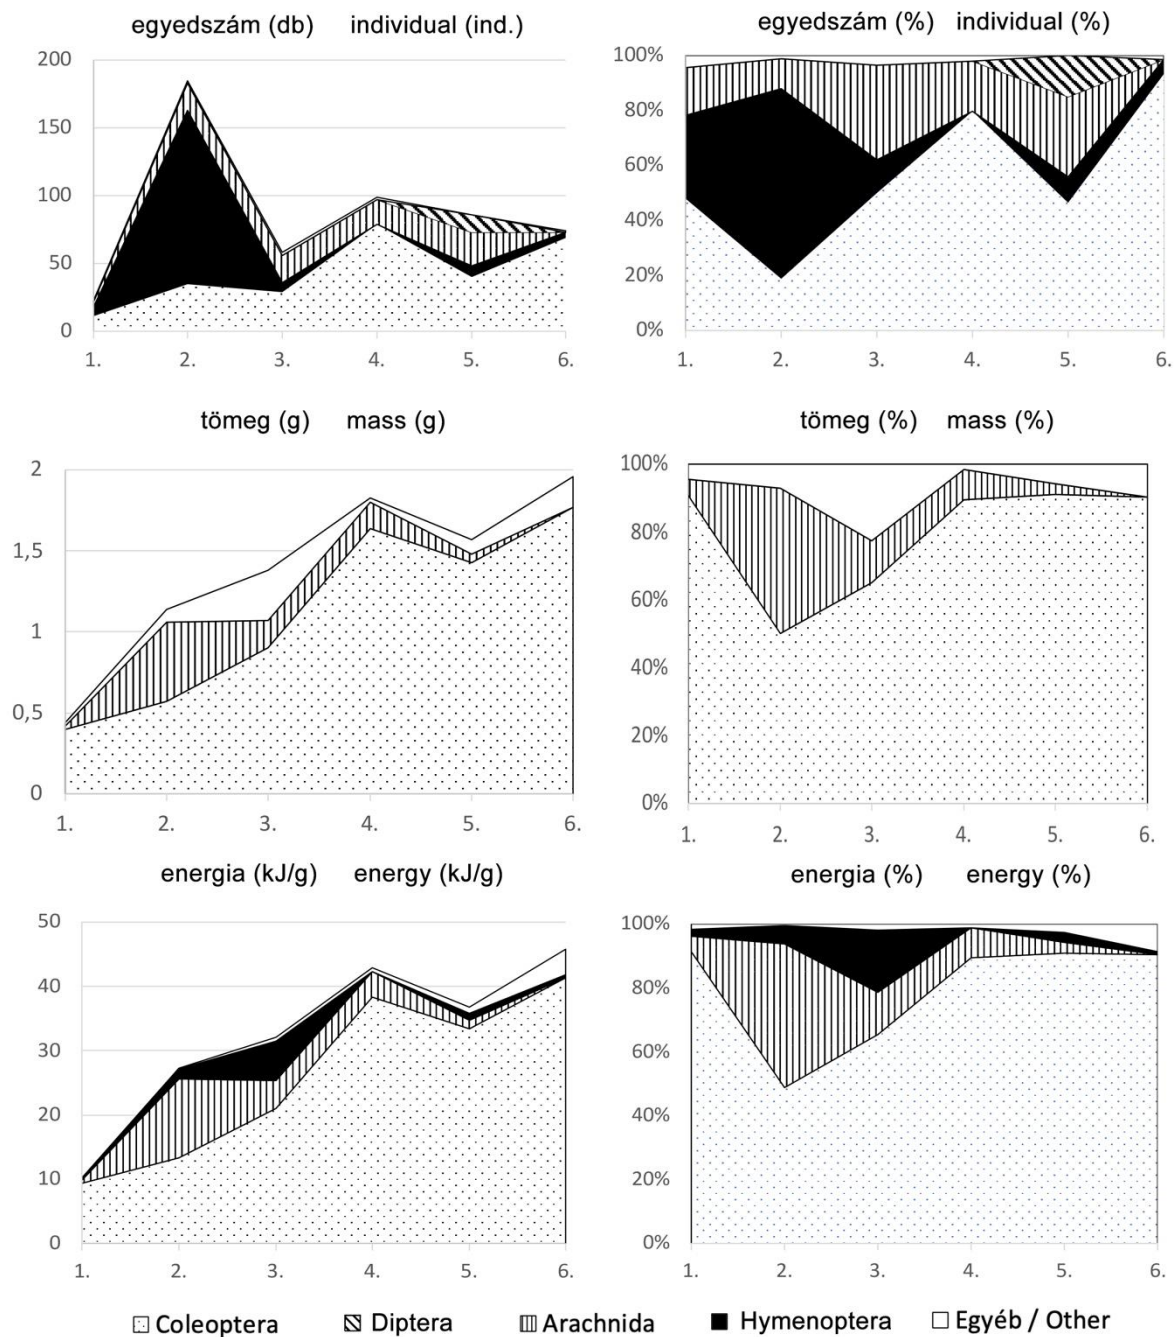 egyedszám (db) individual (ind.)
200
150
100
50
0
1. 2. 3. 4. 5. 6.
egyedszám (%) individual (%)
100%
80%
60%
40%
20%
0%
1. 2. 3. 4. 5. 6.
tömeg (g) mass (g)
2
1,5
1
0,5
0
1. 2. 3. 4. 5. 6.
tömeg (%) mass (%)
100%
80%
60%
40%
20%
0%
1. 2. 3. 4. 5. 6.
energia (kJ/g) energy (kJ/g)
50
40
30
20
10
0
1. 2. 3. 4. 5. 6.
energia (%) energy (%)
100%
80%
60%
40%
20%
0%
1. 2. 3. 4. 5. 6.
Coleoptera Diptera Arachnida Hymenoptera Egyéb / Other